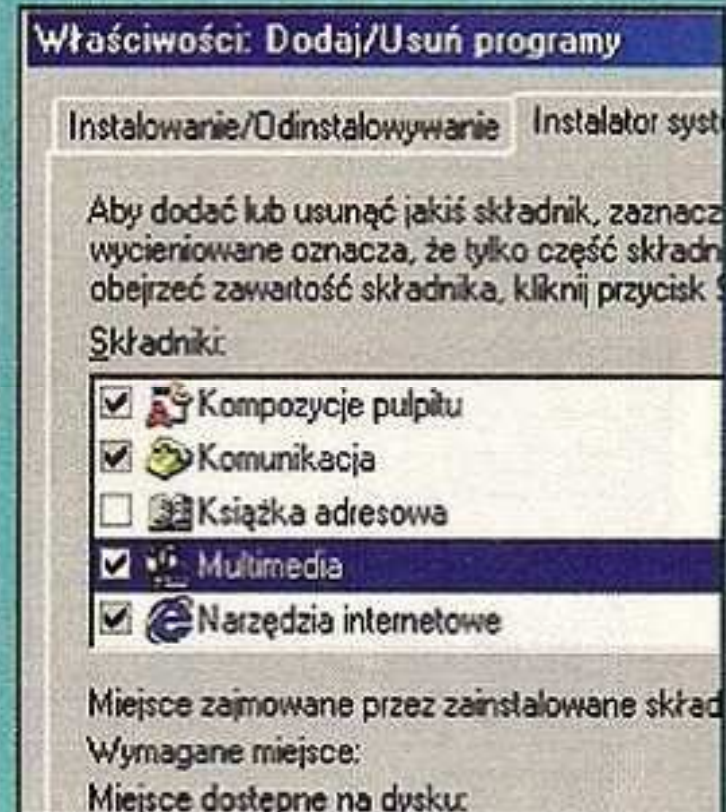 Właściwości: Dodaj/Usuń programy
Instalowanie/Odinstalowywanie
Instalator syst
Aby dodać lub usunąć jakiś składnik, zaznacz
wycieniowane oznacza, że tylko część składn
obejrzeć zawartość składnika, kliknij przycisk S
Składniki:
Kompozycje pulpitu
Komunikacja
Książka adresowa
Multimedia
Narzędzia internetowe
Miejsce zajmowane przez zainstalowane skład
Wymagane miejsce:
Miejsce dostępne na dysku: